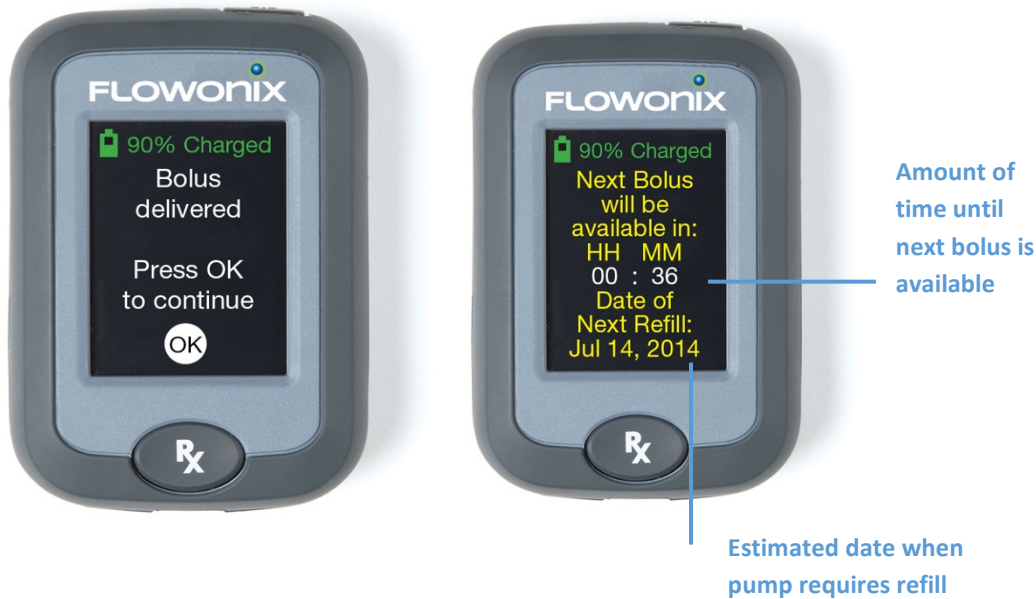 FLOWONIX
90% Charged
Bolus
delivered
Press OK
to continue
OK
Rx
FLOWONIX
90% Charged
Next Bolus
will be
available in:
HH MM
00 : 36
Date of
Next Refill:
Jul 14, 2014
Rx
Amount of
time until
next bolus is
available
Estimated date when
pump requires refill